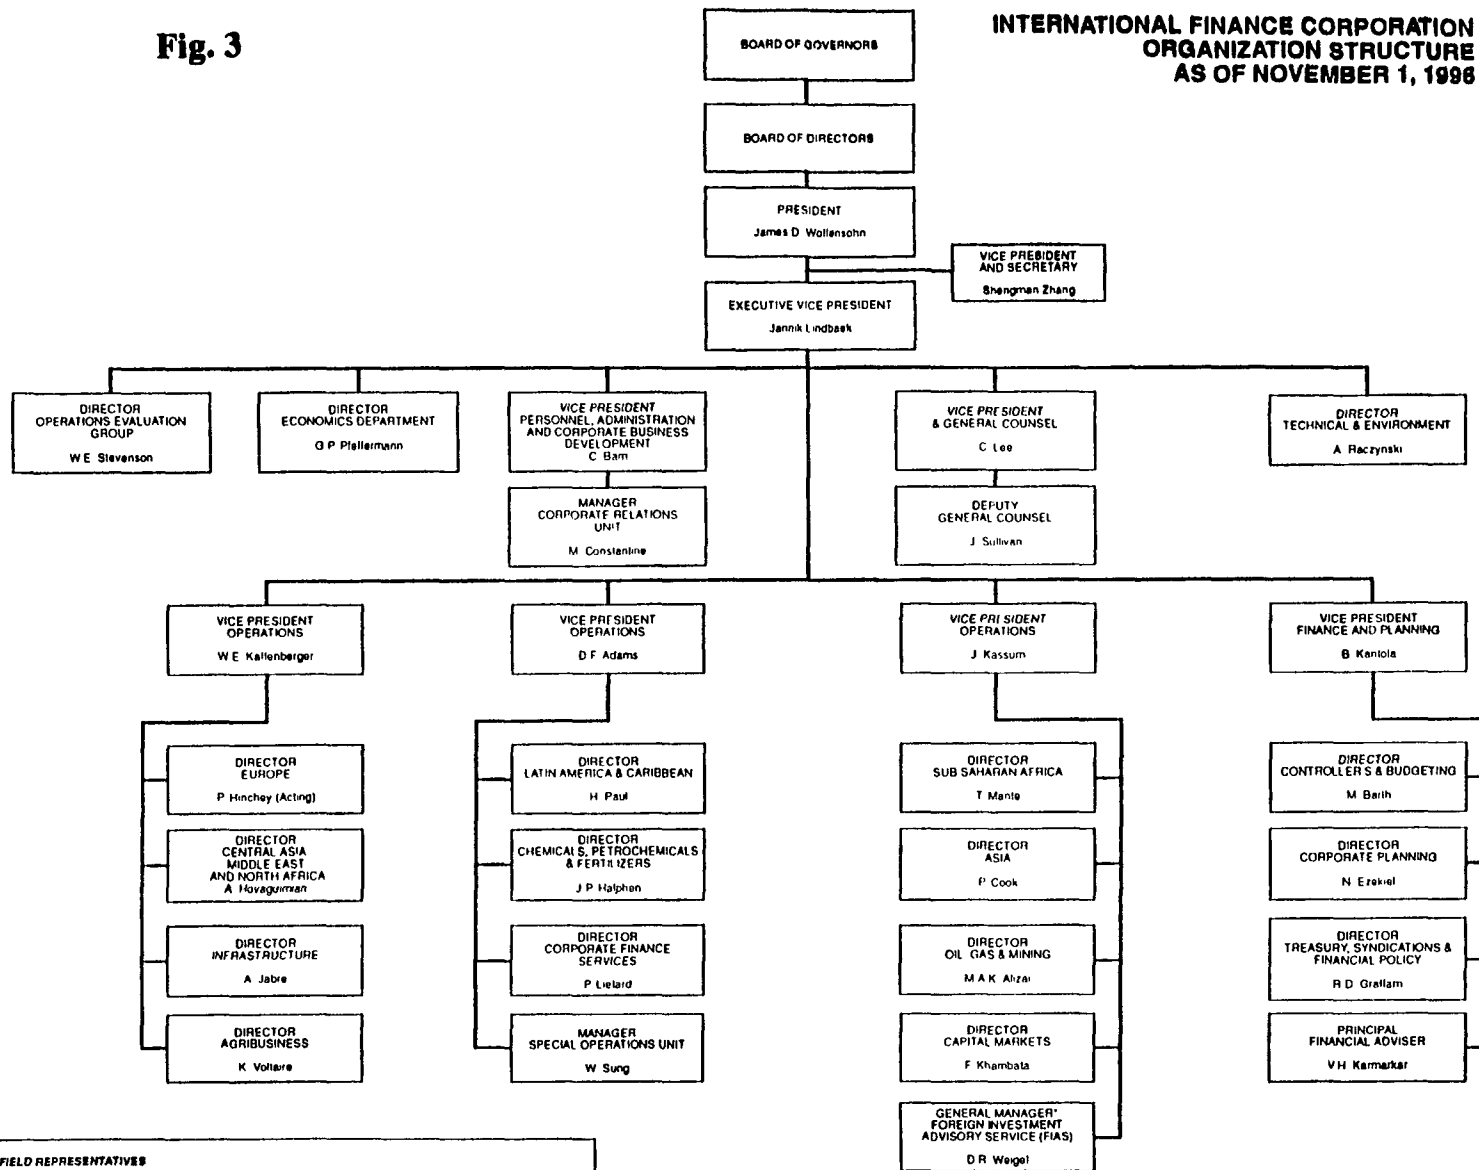 Fig. 3
INTERNATIONAL FINANCE CORPORATION
ORGANIZATION STRUCTURE
AS OF NOVEMBER 1, 1996
BOARD OF GOVERNORS
BOARD OF DIRECTORS
PRESIDENT
James D Wolfensohn
VICE PRESIDENT
AND SECRETARY
Shengman Zhang
EXECUTIVE VICE PRESIDENT
Jannik Lindbaek
DIRECTOR
OPERATIONS EVALUATION
GROUP
W E Stevenson
DIRECTOR
ECONOMICS DEPARTMENT
G P Pfeffermann
VICE PRESIDENT
PERSONNEL, ADMINISTRATION
AND CORPORATE BUSINESS
DEVELOPMENT
C Bam
VICE PRESIDENT
& GENERAL COUNSEL
C Lee
DIRECTOR
TECHNICAL & ENVIRONMENT
A Raczynski
MANAGER
CORPORATE RELATIONS
UNIT
M Constantine
DEPUTY
GENERAL COUNSEL
J Sullivan
VICE PRESIDENT
OPERATIONS
W E Kaffenberger
VICE PRESIDENT
OPERATIONS
D F Adams
VICE PRESIDENT
OPERATIONS
J Kassum
VICE PRESIDENT
FINANCE AND PLANNING
B Kantola
DIRECTOR
EUROPE
P Hinchey (Acting)
DIRECTOR
LATIN AMERICA & CARIBBEAN
H Paul
DIRECTOR
SUB SAHARAN AFRICA
T Mante
DIRECTOR
CONTROLLER S & BUDGETING
M Barth
DIRECTOR
CENTRAL ASIA
MIDDLE EAST
AND NORTH AFRICA
A Hovaguimian
DIRECTOR
CHEMICALS, PETROCHEMICALS
& FERTILIZERS
J P Halphen
DIRECTOR
ASIA
P Cook
DIRECTOR
CORPORATE PLANNING
N Ezekiel
DIRECTOR
INFRASTRUCTURE
A Jabre
DIRECTOR
CORPORATE FINANCE
SERVICES
P Lietard
DIRECTOR
OIL GAS & MINING
M A K Alizai
DIRECTOR
TREASURY, SYNDICATIONS &
FINANCIAL POLICY
R D Graffam
DIRECTOR
AGRIBUSINESS
K Voltaire
MANAGER
SPECIAL OPERATIONS UNIT
W Sung
DIRECTOR
CAPITAL MARKETS
F Khambata
PRINCIPAL
FINANCIAL ADVISER
V H Karmarkar
GENERAL MANAGER*
FOREIGN INVESTMENT
ADVISORY SERVICE (FIAS)
D R Weigel
FIELD REPRESENTATIVES